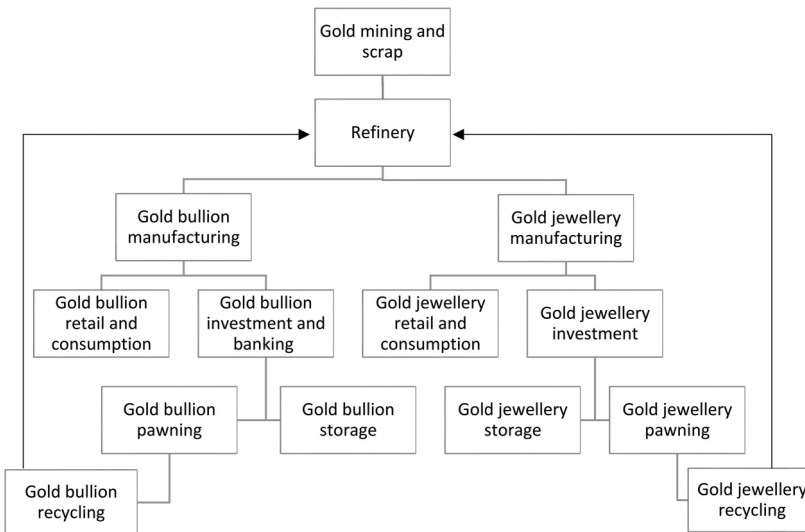 Gold mining and
scrap
Refinery
Gold bullion
manufacturing
Gold jewellery
manufacturing
Gold bullion
retail and
consumption
Gold bullion
investment and
banking
Gold jewellery
retail and
consumption
Gold jewellery
investment
Gold bullion
pawning
Gold bullion
storage
Gold jewellery
storage
Gold jewellery
pawning
Gold bullion
recycling
Gold jewellery
recycling